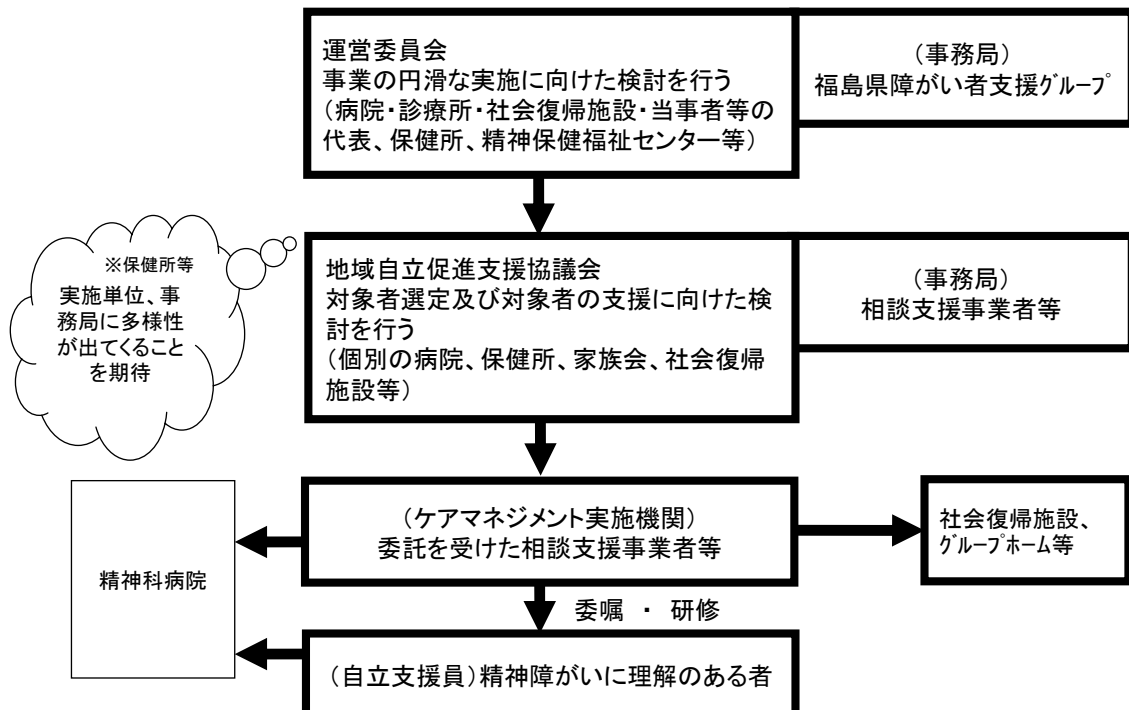 運営委員会
事業の円滑な実施に向けた検討を行う
(病院・診療所・社会復帰施設・当事者等の
代表、保健所、精神保健福祉センター等)
(事務局)
福島県障がい者支援グループ
※保健所等
実施単位、事
務局に多様性
が出てくること
を期待
地域自立促進支援協議会
対象者選定及び対象者の支援に向けた検
討を行う
(個別の病院、保健所、家族会、社会復帰
施設等)
(事務局)
相談支援事業者等
精神科病院
(ケアマネジメント実施機関)
委託を受けた相談支援事業者等
社会復帰施設、
グループホーム等
委嘱 ・ 研修
(自立支援員)精神障がいに理解のある者